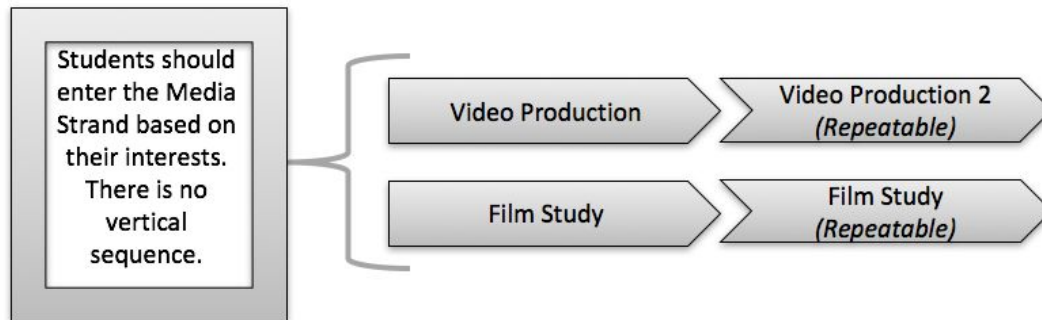 Students should
enter the Media
Strand based on
their interests.
There is no
vertical
sequence.
Video Production
Video Production 2
(Repeatable)
Film Study
Film Study
(Repeatable)